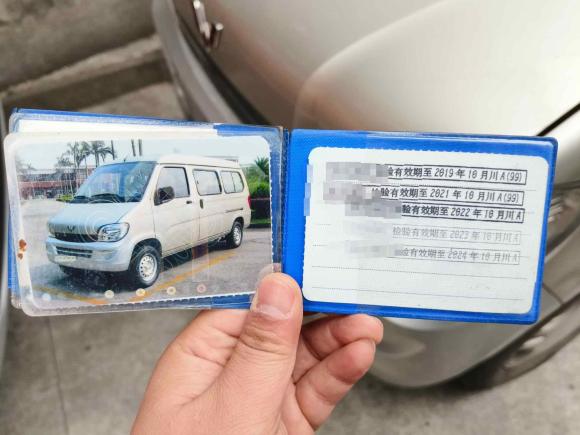 验有效期至 2019 年 10 月川 A(99)
检验有效期至 2021 年 10 月川 A(99)
检验有效期至 2022 年 10 月川 A
检验有效期至 2023 年 10 月川 A
检验有效期至 2024 年 10 月川 A